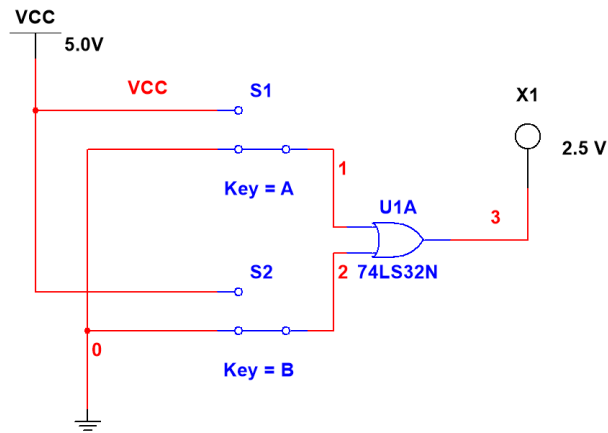 VCC
5.0V
VCC
S1
X1
2.5 V
1
Key = A
U1A
3
S2
2
74LS32N
0
Key = B